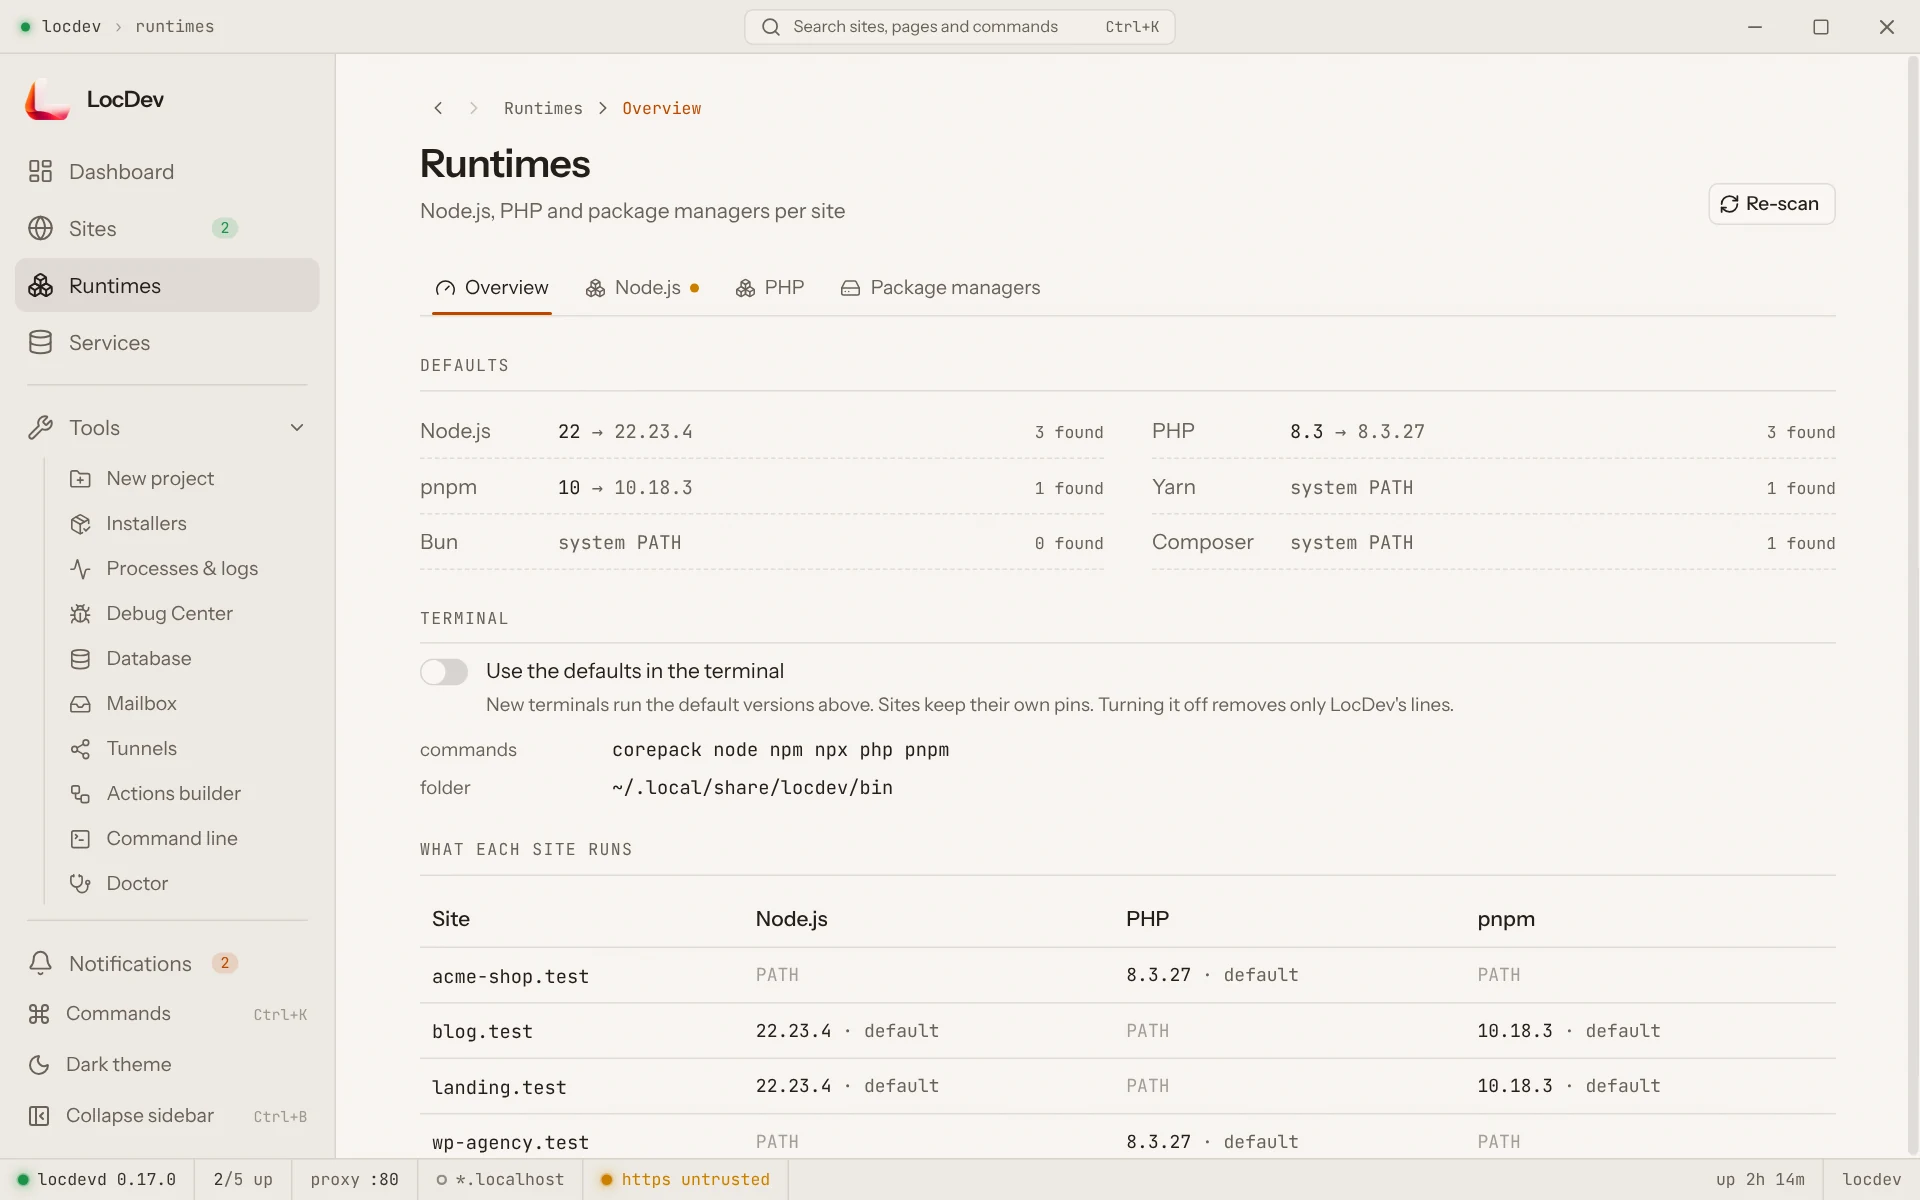 locdev › runtimes
Search sites, pages and commands Ctrl+K
LocDev
Dashboard
Sites 2
Runtimes
Services
Tools
New project
Installers
Processes & logs
Debug Center
Database
Mailbox
Tunnels
Actions builder
Command line
Doctor
Notifications 2
Commands Ctrl+K
Dark theme
Collapse sidebar Ctrl+B
Runtimes > Overview
Runtimes
Node.js, PHP and package managers per site
Re-scan
Overview Node.js PHP Package managers
DEFAULTS
Node.js 22 → 22.23.4 3 found
PHP 8.3 → 8.3.27 3 found
pnpm 10 → 10.18.3 1 found
Yarn system PATH 1 found
Bun system PATH 0 found
Composer system PATH 1 found
TERMINAL
Use the defaults in the terminal
New terminals run the default versions above. Sites keep their own pins. Turning it off removes only LocDev's lines.
commands corepack node npm npx php pnpm
folder ~/.local/share/locdev/bin
WHAT EACH SITE RUNS
Site Node.js PHP pnpm
acme-shop.test PATH 8.3.27 · default PATH
blog.test 22.23.4 · default PATH 10.18.3 · default
landing.test 22.23.4 · default PATH 10.18.3 · default
wp-agency.test PATH 8.3.27 · default PATH
locdevd 0.17.0 2/5 up proxy :80 *.localhost https untrusted up 2h 14m locdev